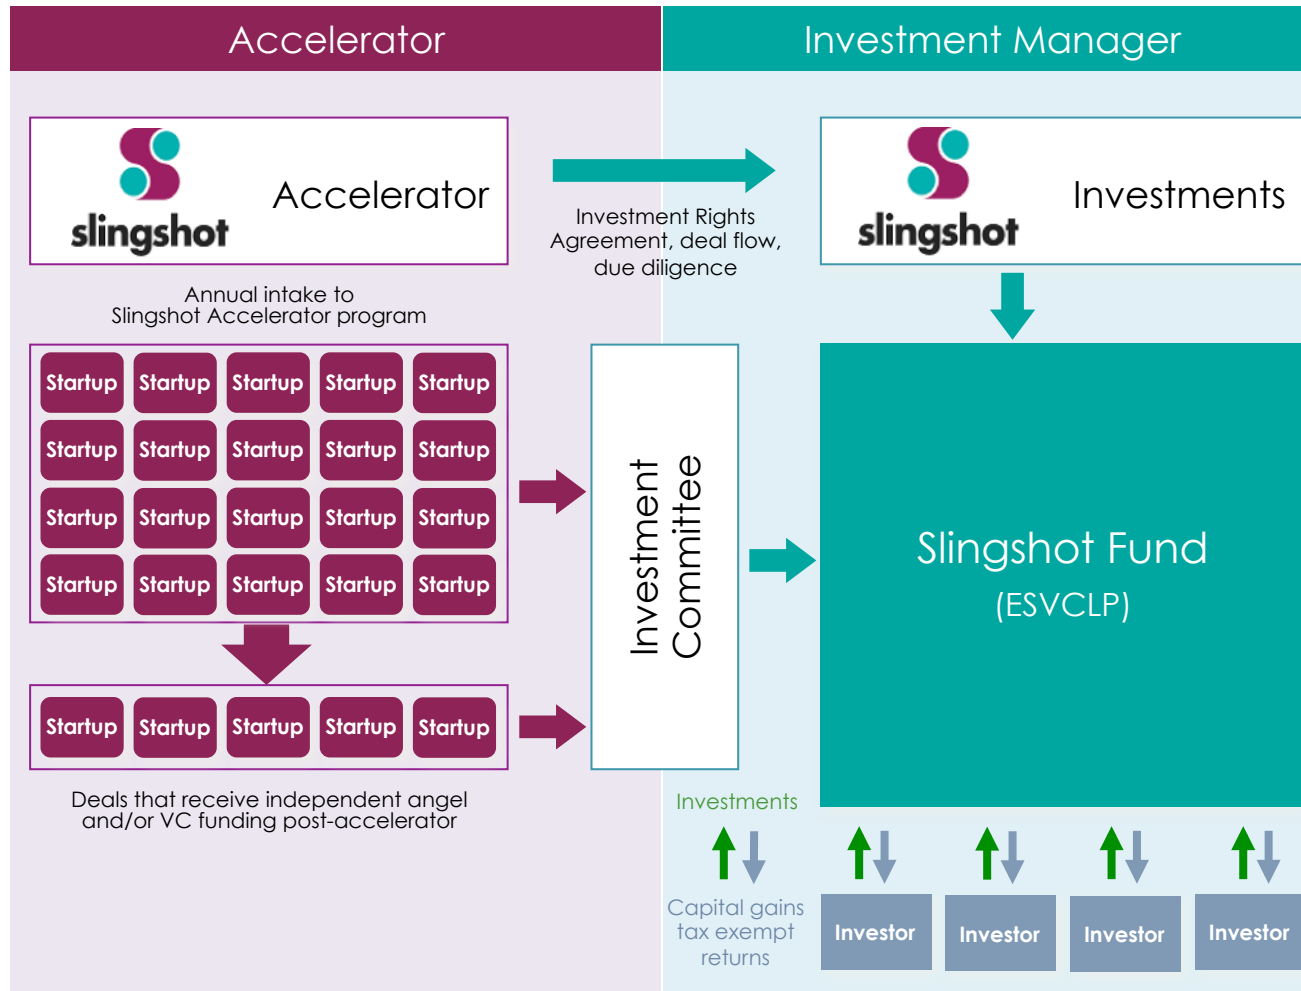 Accelerator
Investment Manager
slingshot
Accelerator
Investment Rights
Agreement, deal flow,
due diligence
slingshot
Investments
Annual intake to
Slingshot Accelerator program
Startup Startup Startup Startup Startup
Startup Startup Startup Startup Startup
Startup Startup Startup Startup Startup
Startup Startup Startup Startup Startup
Startup Startup Startup Startup Startup
Deals that receive independent angel
and/or VC funding post-accelerator
Investment
Committee
Slingshot Fund
(ESVCLP)
Investments
Capital gains
tax exempt
returns
Investor Investor Investor Investor